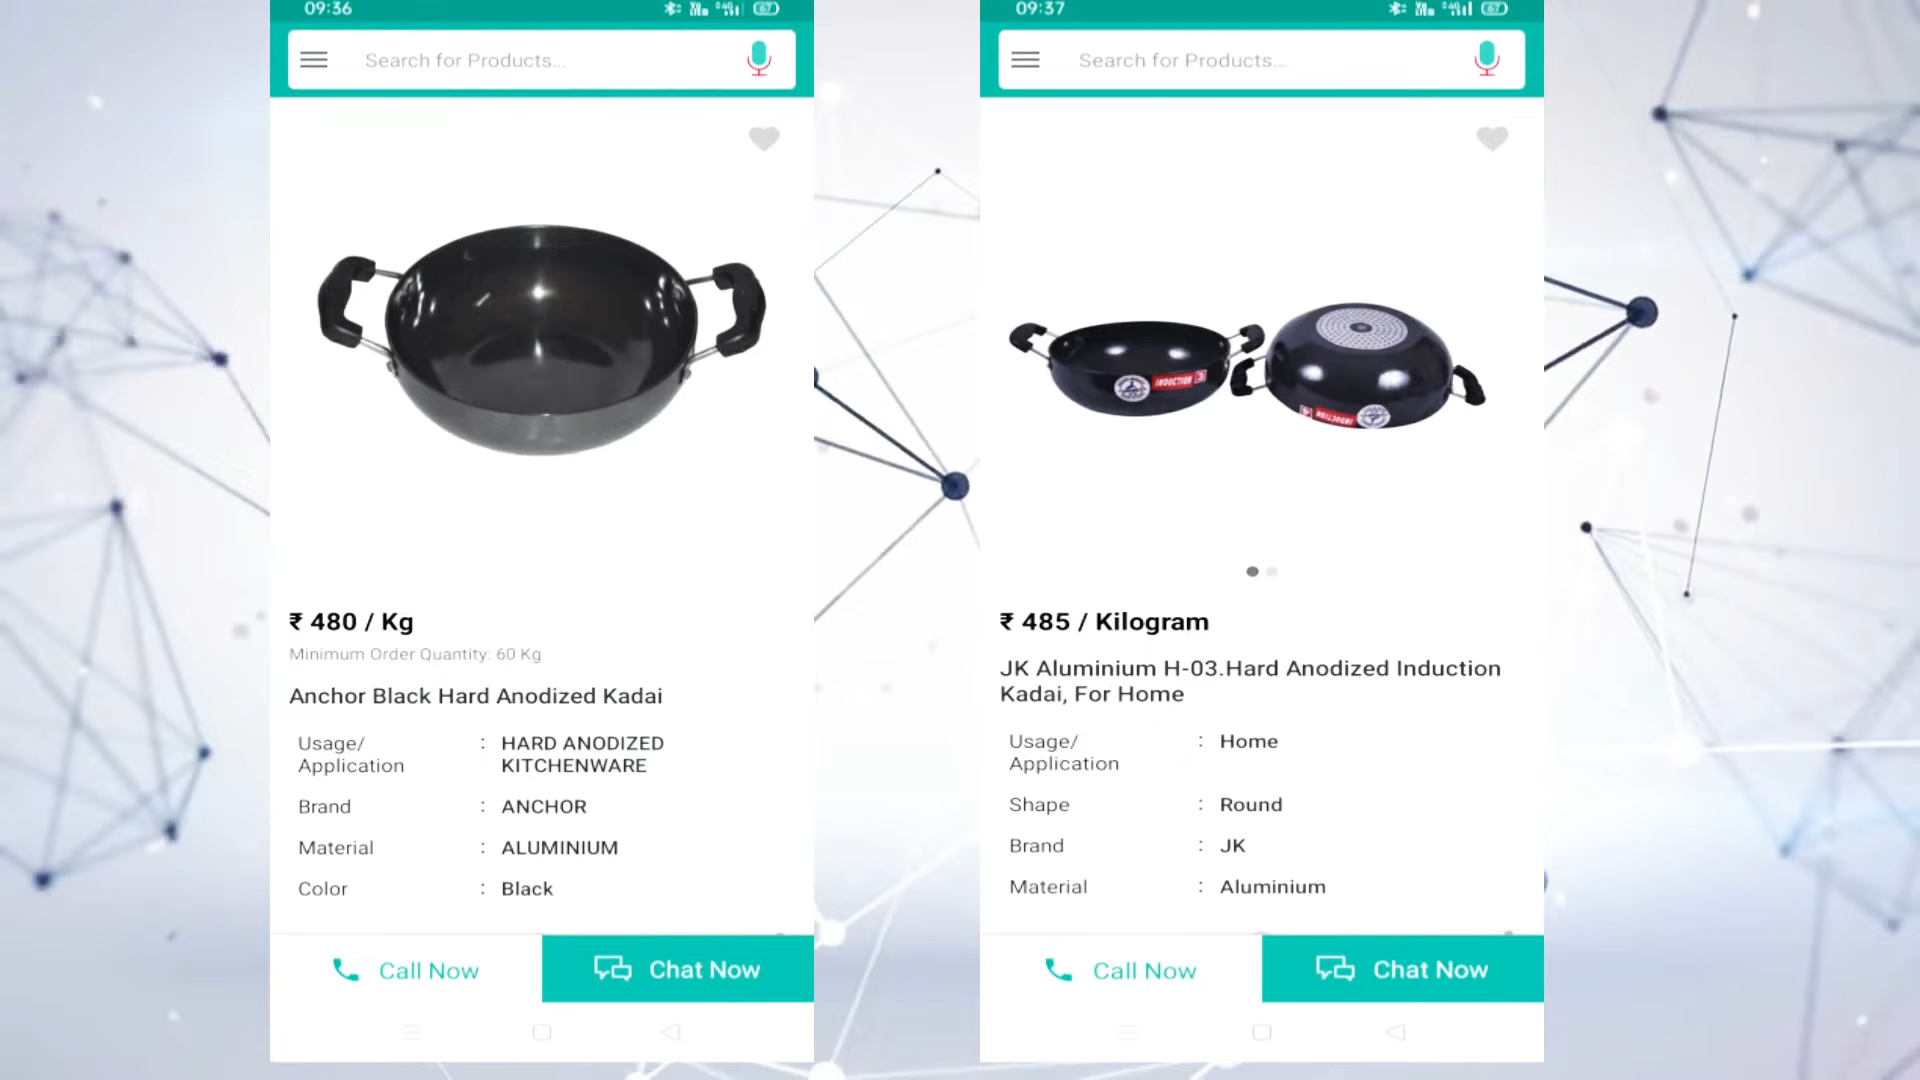 09:36
67
Search for Products...
₹ 480 / Kg
Minimum Order Quantity: 60 Kg
Anchor Black Hard Anodized Kadai
Usage/
Application
: HARD ANODIZED
KITCHENWARE
Brand : ANCHOR
Material : ALUMINIUM
Color : Black
Call Now
Chat Now
09:37
67
Search for Products...
INDUCTION
INDUCTION
₹ 485 / Kilogram
JK Aluminium H-03.Hard Anodized Induction
Kadai, For Home
Usage/
Application
: Home
Shape : Round
Brand : JK
Material : Aluminium
Call Now
Chat Now